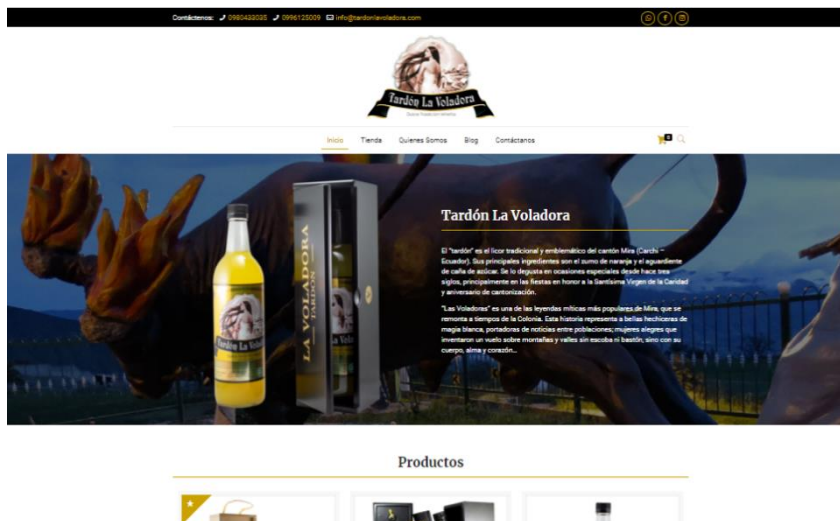 Contáctenos: 0980433035 0996125009 info@tardonlavoladora.com
Tardón La Voladora
Inicio Tienda Quienes Somos Blog Contáctanos
0
LA VOLADORA
TARDÓN
Tardón La Voladora
Tardón La Voladora
El "tardón" es el licor tradicional y emblemático del cantón Mira (Carchi –
Ecuador). Sus principales ingredientes son el zumo de naranja y el aguardiente
de caña de azúcar. Se lo degusta en ocasiones especiales desde hace tres
siglos, principalmente en las fiestas en honor a la Santísima Virgen de la Caridad
y aniversario de cantonización.
"Las Voladoras" es una de las leyendas míticas más populares de Mira, que se
remonta a tiempos de la Colonia. Esta historia representa a bellas hechiceras de
magia blanca, portadoras de noticias entre poblaciones; mujeres alegres que
inventaron un vuelo sobre montañas y valles sin escoba ni bastón, sino con su
cuerpo, alma y corazón...
Productos